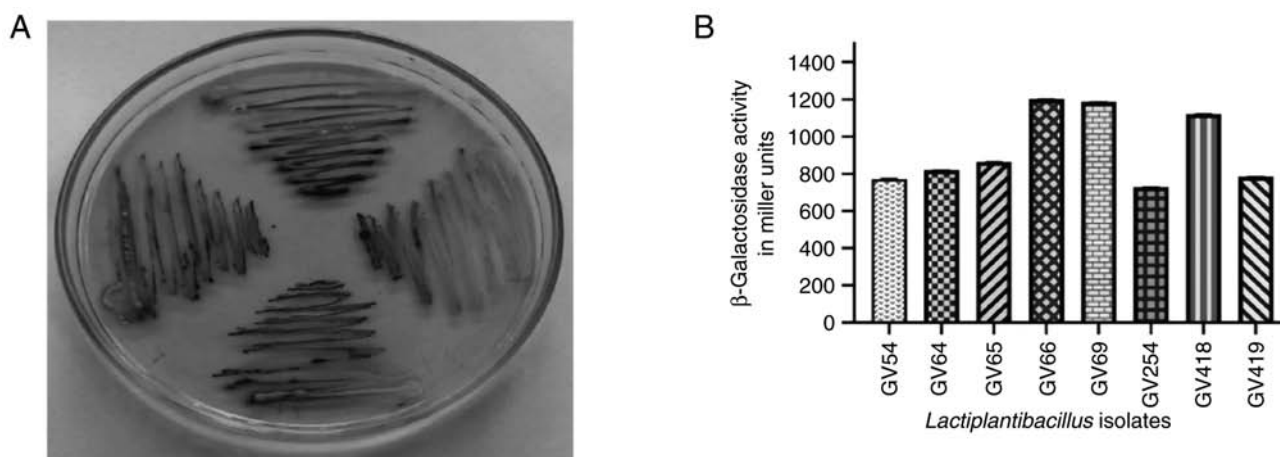 A
B
β-Galactosidase activity
in miller units
1400
1200
1000
800
600
400
200
0
GV54
GV64
GV65
GV66
GV69
GV254
GV418
GV419
Lactiplantibacillus isolates